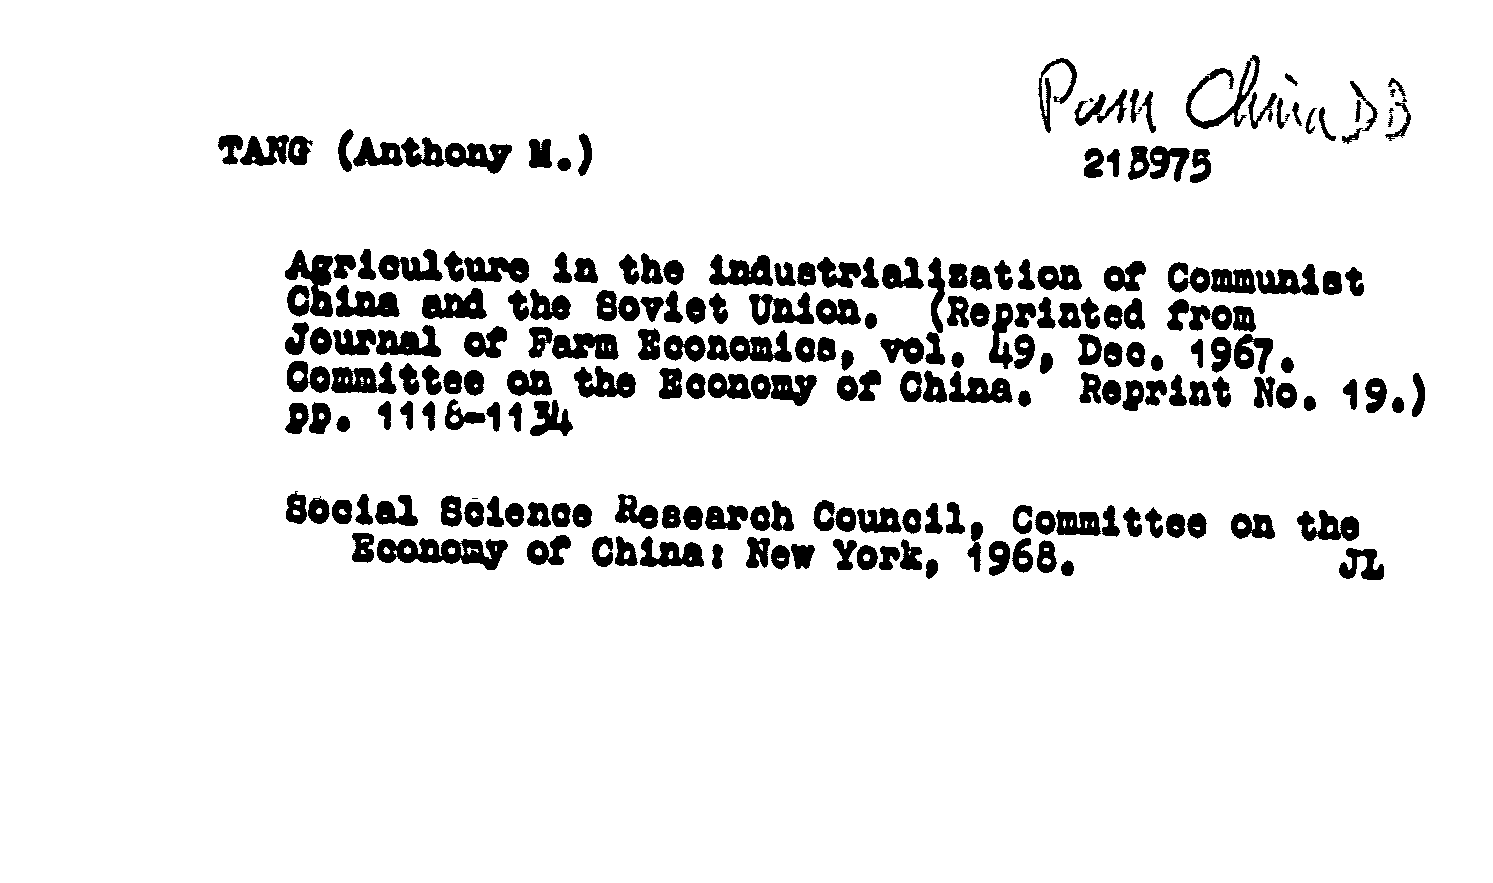 Pam China DB
TANG (Anthony M.)
213975
Agriculture in the industrialization of Communist
China and the Soviet Union. (Reprinted from
Journal of Farm Economics, vol. 49, Dec. 1967.
Committee on the Economy of China. Reprint No. 19.)
pp. 1118-1134
Social Science Research Council, Committee on the
Economy of China: New York, 1968.
JL